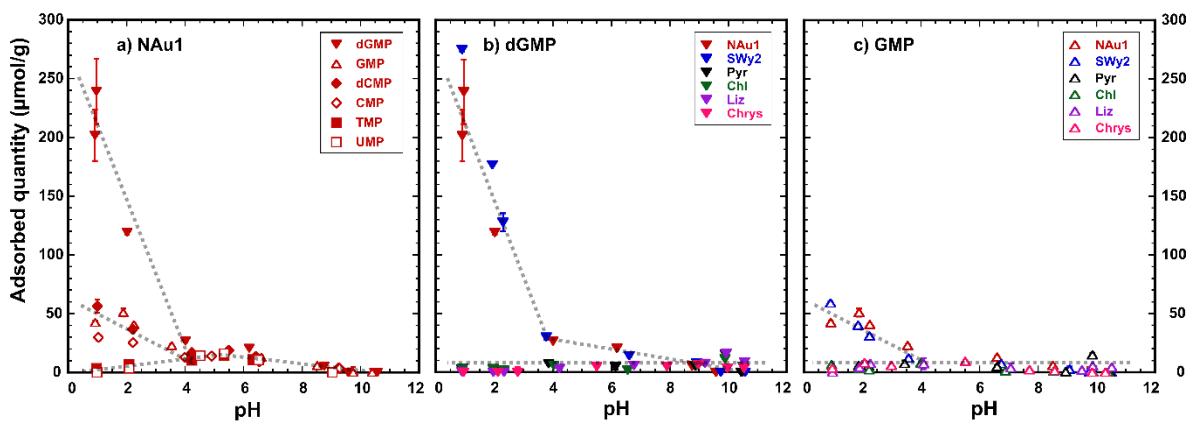 a) NAu1
dGMP
GMP
dCMP
CMP
TMP
UMP
b) dGMP
NAu1
SWy2
Pyr
Chl
Liz
Chrys
c) GMP
NAu1
SWy2
Pyr
Chl
Liz
Chrys
Adsorbed quantity (µmol/g)
300
250
200
150
100
50
0
300
250
200
150
100
50
0
0 2 4 6 8 10 12
0 2 4 6 8 10 12
0 2 4 6 8 10 12
pH
pH
pH